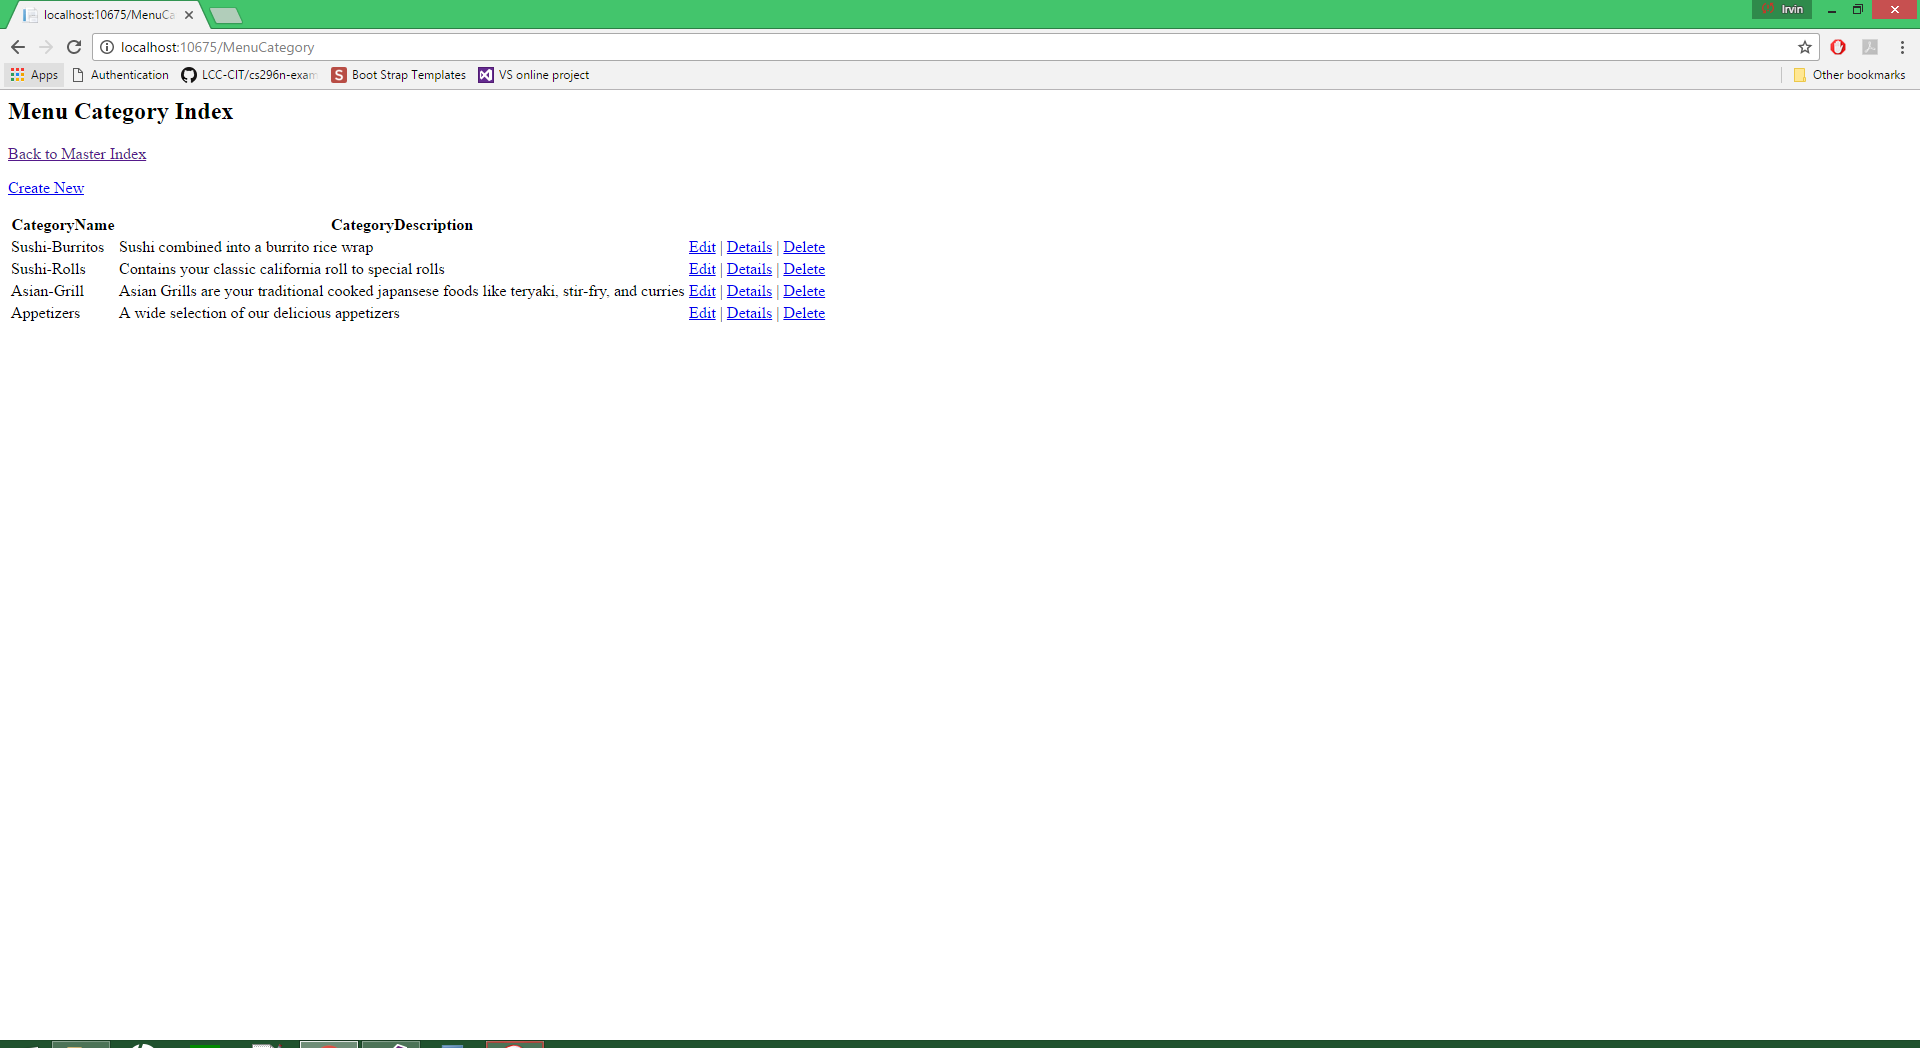 localhost:10675/MenuCa
Irvin
localhost:10675/MenuCategory
Apps Authentication LCC-CIT/cs296n-exam Boot Strap Templates VS online project Other bookmarks
Menu Category Index
Back to Master Index
Create New
CategoryName CategoryDescription
Sushi-Burritos Sushi combined into a burrito rice wrap Edit | Details | Delete
Sushi-Rolls Contains your classic california roll to special rolls Edit | Details | Delete
Asian-Grill Asian Grills are your traditional cooked japansese foods like teryaki, stir-fry, and curries Edit | Details | Delete
Appetizers A wide selection of our delicious appetizers Edit | Details | Delete